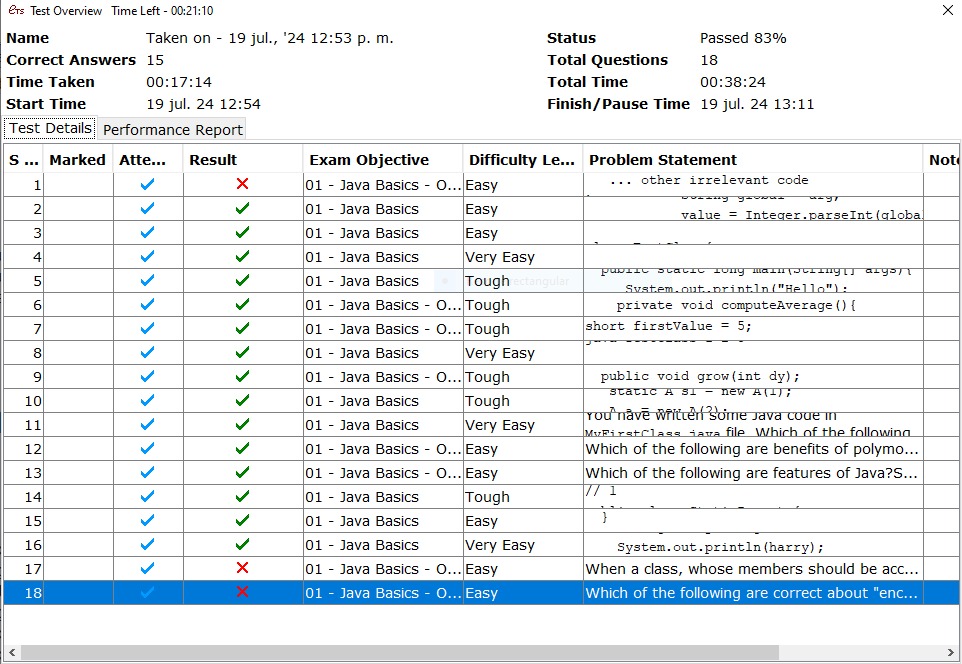 ETS Test Overview Time Left - 00:21:10
Name Taken on - 19 jul., '24 12:53 p. m. Status Passed 83%
Correct Answers 15 Total Questions 18
Time Taken 00:17:14 Total Time 00:38:24
Start Time 19 jul. 24 12:54 Finish/Pause Time 19 jul. 24 13:11
Test Details Performance Report
S ... Marked Atte... Result Exam Objective Difficulty Le... Problem Statement Note
1 01 - Java Basics - O... Easy ... other irrelevant code
2 01 - Java Basics Easy String global = arg;
value = Integer.parseInt(globa
3 01 - Java Basics Easy
4 01 - Java Basics Very Easy
5 01 - Java Basics Tough public static long main(String[] args){
System.out.println("Hello");
6 01 - Java Basics - O... Tough private void computeAverage(){
7 01 - Java Basics - O... Tough short firstValue = 5;
8 01 - Java Basics Very Easy
9 01 - Java Basics - O... Tough public void grow(int dy);
10 01 - Java Basics Tough static A s1 = new A(1);
A a = new A(2);
11 01 - Java Basics Very Easy You have written some Java code in
MyFirstClass.java file. Which of the following
12 01 - Java Basics - O... Easy Which of the following are benefits of polymo...
13 01 - Java Basics - O... Easy Which of the following are features of Java?S...
14 01 - Java Basics Tough // 1
15 01 - Java Basics Easy }
16 01 - Java Basics Very Easy System.out.println(harry);
17 01 - Java Basics - O... Easy When a class, whose members should be acc...
18 01 - Java Basics - O... Easy Which of the following are correct about "enc...